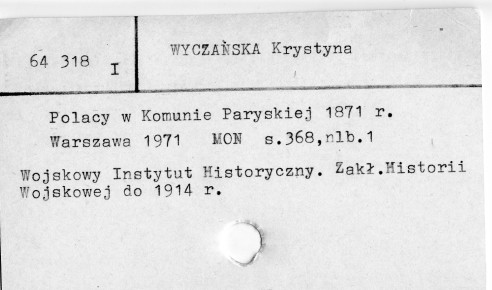 64 318 I
WYCZAŃSKA Krystyna
Polacy w Komunie Paryskiej 1871 r.
Warszawa 1971 MON s.368,nlb.1
Wojskowy Instytut Historyczny. Zakł.Historii
Wojskowej do 1914 r.